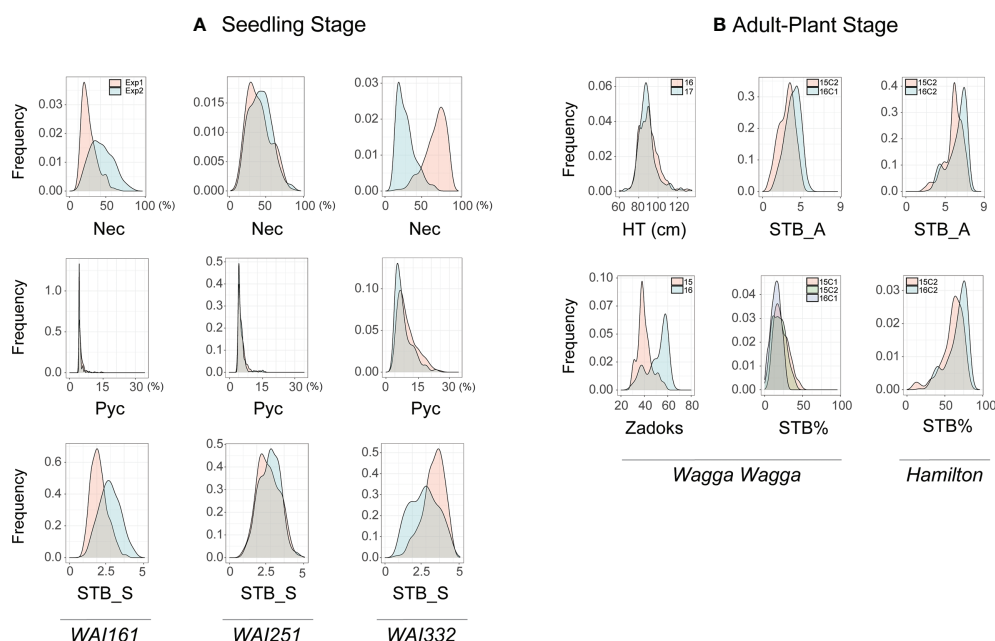 A Seedling Stage
B Adult-Plant Stage
Frequency
0.03
0.02
0.01
0.00
Exp1
Exp2
0 50 100 (%)
Nec
0.015
0.010
0.005
0.000
0 50 100 (%)
Nec
0.03
0.02
0.01
0.00
0 50 100 (%)
Nec
Frequency
0.06
0.04
0.02
0.00
16
17
60 80 100 120
HT (cm)
0.3
0.2
0.1
0.0
15C2
16C1
0 5 9
STB_A
0.4
0.3
0.2
0.1
0.0
15C2
16C2
0 5 9
STB_A
Frequency
1.0
0.5
0.0
0 15 30 (%)
Pyc
0.5
0.4
0.3
0.2
0.1
0.0
0 15 30 (%)
Pyc
0.10
0.05
0.00
0 15 30 (%)
Pyc
Frequency
0.10
0.07
0.05
0.02
0.00
15
16
20 40 60 80
Zadoks
0.04
0.03
0.02
0.01
0.00
15C1
15C2
16C1
0 50 100
STB%
0.03
0.02
0.01
0.00
15C2
16C2
0 50 100
STB%
Wagga Wagga
Hamilton
Frequency
0.6
0.4
0.2
0.0
0 2.5 5
STB_S
0.5
0.4
0.3
0.2
0.1
0.0
0 2.5 5
STB_S
0.5
0.4
0.3
0.2
0.1
0.0
0 2.5 5
STB_S
WAI161
WAI251
WAI332